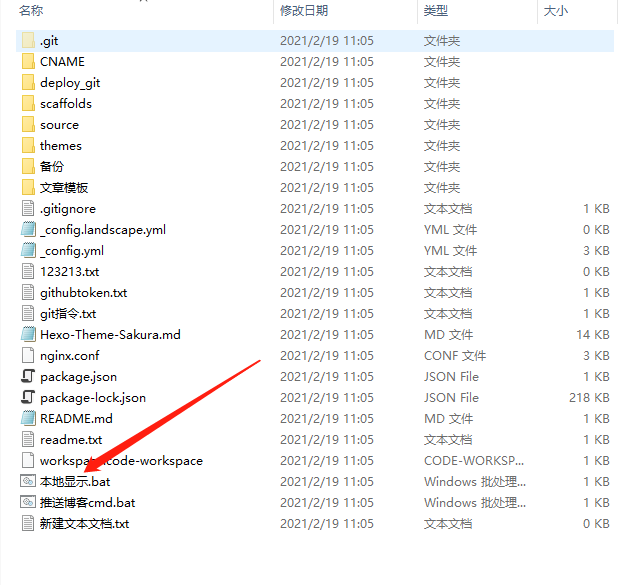 名称 修改日期 类型 大小
.git 2021/2/19 11:05 文件夹
CNAME 2021/2/19 11:05 文件夹
deploy_git 2021/2/19 11:05 文件夹
scaffolds 2021/2/19 11:05 文件夹
source 2021/2/19 11:05 文件夹
themes 2021/2/19 11:05 文件夹
备份 2021/2/19 11:05 文件夹
文章模板 2021/2/19 11:05 文件夹
.gitignore 2021/2/19 11:05 文本文档 1 KB
_config.landscape.yml 2021/2/19 11:05 YML 文件 0 KB
_config.yml 2021/2/19 11:05 YML 文件 3 KB
123213.txt 2021/2/19 11:05 文本文档 0 KB
githubtoken.txt 2021/2/19 11:05 文本文档 1 KB
git指令.txt 2021/2/19 11:05 文本文档 1 KB
Hexo-Theme-Sakura.md 2021/2/19 11:05 MD 文件 14 KB
nginx.conf 2021/2/19 11:05 CONF 文件 3 KB
package.json 2021/2/19 11:05 JSON File 1 KB
package-lock.json 2021/2/19 11:05 JSON File 218 KB
README.md 2021/2/19 11:05 MD 文件 1 KB
readme.txt 2021/2/19 11:05 文本文档 1 KB
2021/2/19 11:05 CODE-WORKSP... 1 KB
本地显示.bat 2021/2/19 11:05 Windows 批处理... 1 KB
推送博客cmd.bat 2021/2/19 11:05 Windows 批处理... 1 KB
新建文本文档.txt 2021/2/19 11:05 文本文档 0 KB